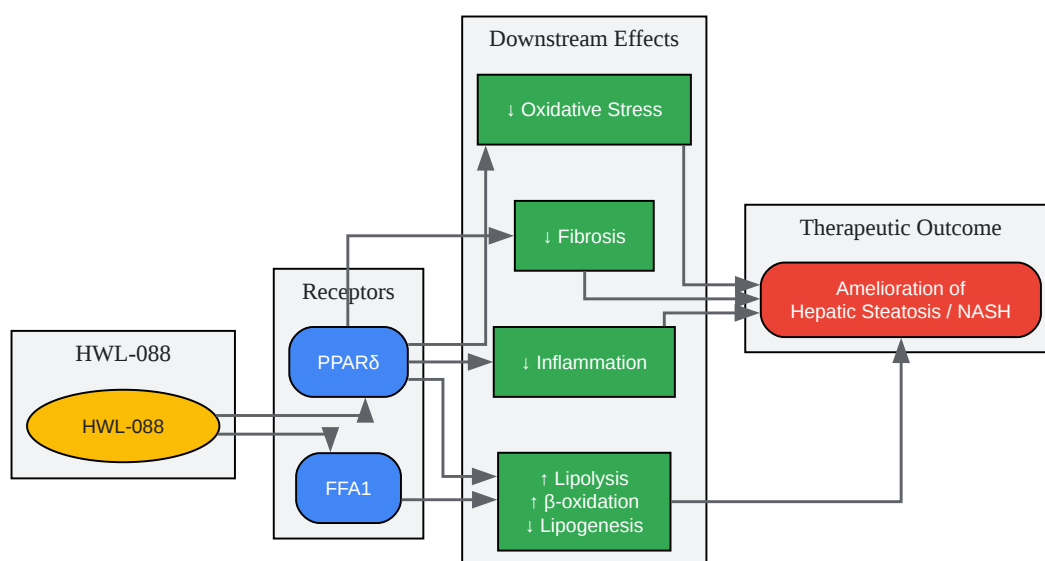 HWL-088
HWL-088
Receptors
PPARδ
FFA1
Downstream Effects
↓ Oxidative Stress
↓ Fibrosis
↓ Inflammation
↑ Lipolysis
↑ β-oxidation
↓ Lipogenesis
Therapeutic Outcome
Amelioration of
Hepatic Steatosis / NASH